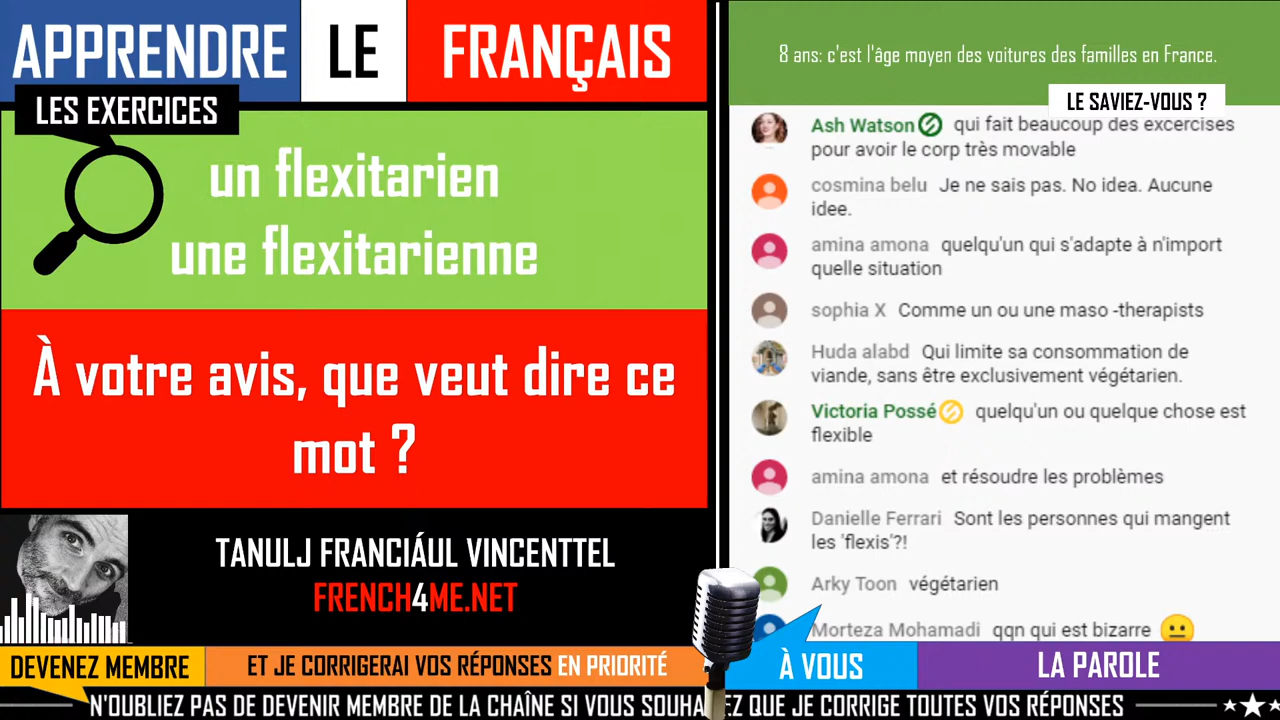 APPRENDRE LE FRANÇAIS
LES EXERCICES
un flexitarien
une flexitarienne
À votre avis, que veut dire ce
mot ?
TANULJ FRANCIÁUL VINCENTTEL
FRENCH4ME.NET
DEVENEZ MEMBRE ET JE CORRIGERAI VOS RÉPONSES EN PRIORITÉ
8 ans: c'est l'âge moyen des voitures des familles en France.
LE SAVIEZ-VOUS ?
Ash Watson qui fait beaucoup des excercises
pour avoir le corp très movable
cosmina belu Je ne sais pas. No idea. Aucune
idee.
amina amona quelqu'un qui s'adapte à n'import
quelle situation
sophia X Comme un ou une maso -therapists
Huda alabd Qui limite sa consommation de
viande, sans être exclusivement végétarien.
Victoria Possé quelqu'un ou quelque chose est
flexible
amina amona et résoudre les problèmes
Danielle Ferrari Sont les personnes qui mangent
les 'flexis'?!
Arky Toon végétarien
Morteza Mohamadi qqn qui est bizarre 😐
À VOUS LA PAROLE
N'OUBLIEZ PAS DE DEVENIR MEMBRE DE LA CHAÎNE SI VOUS SOUHA EZ QUE JE CORRIGE TOUTES VOS RÉPONSES